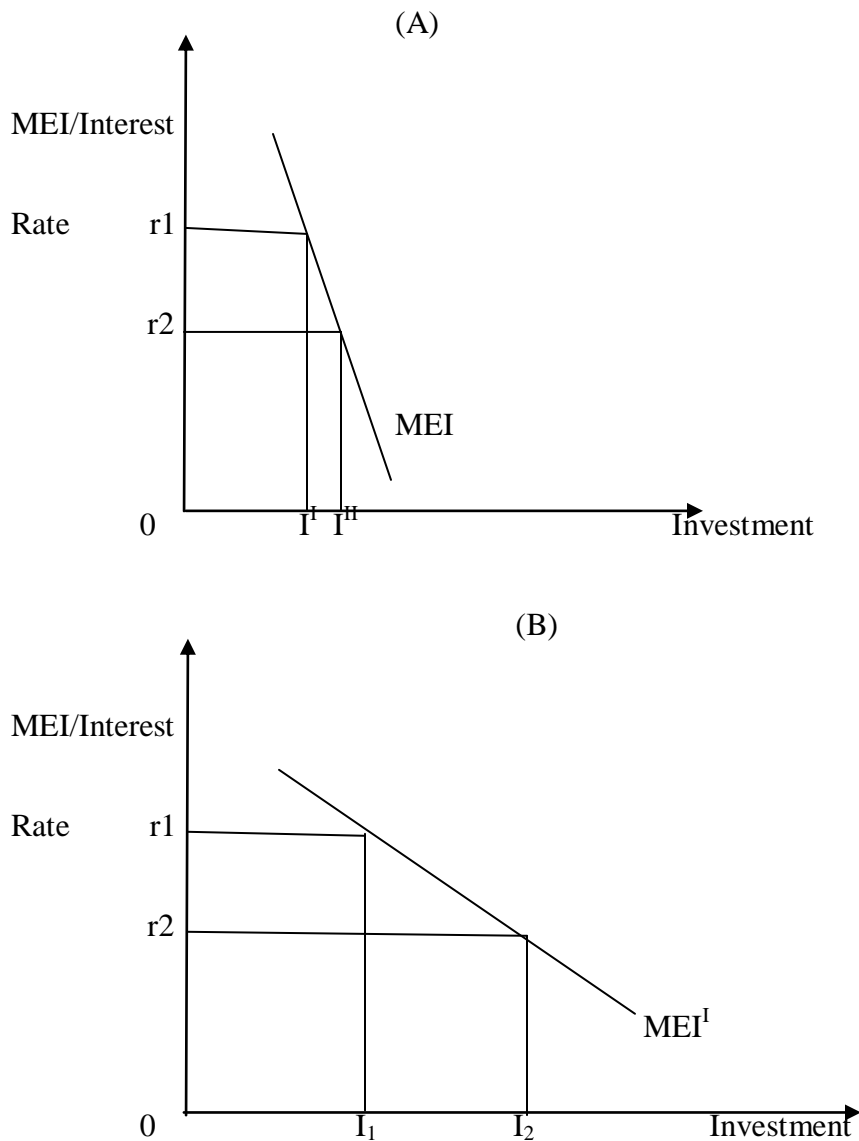 (A)
MEI/Interest
Rate r1
r2
MEI
0 I^I I^II Investment
(B)
MEI/Interest
Rate r1
r2
MEI^I
0 I₁ I₂ Investment